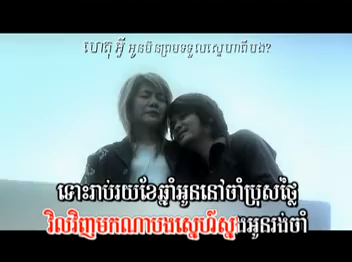 ហេតុអ្វី អូនមិនព្រមទទួលស្នេហាពីបង?
ទោះរាប់រយខែឆ្នាំអូននៅចាំប្រុសថ្លៃ
វិលវិញមកណាបងស្នេហ៍ស្នងអូនរង់ចាំ